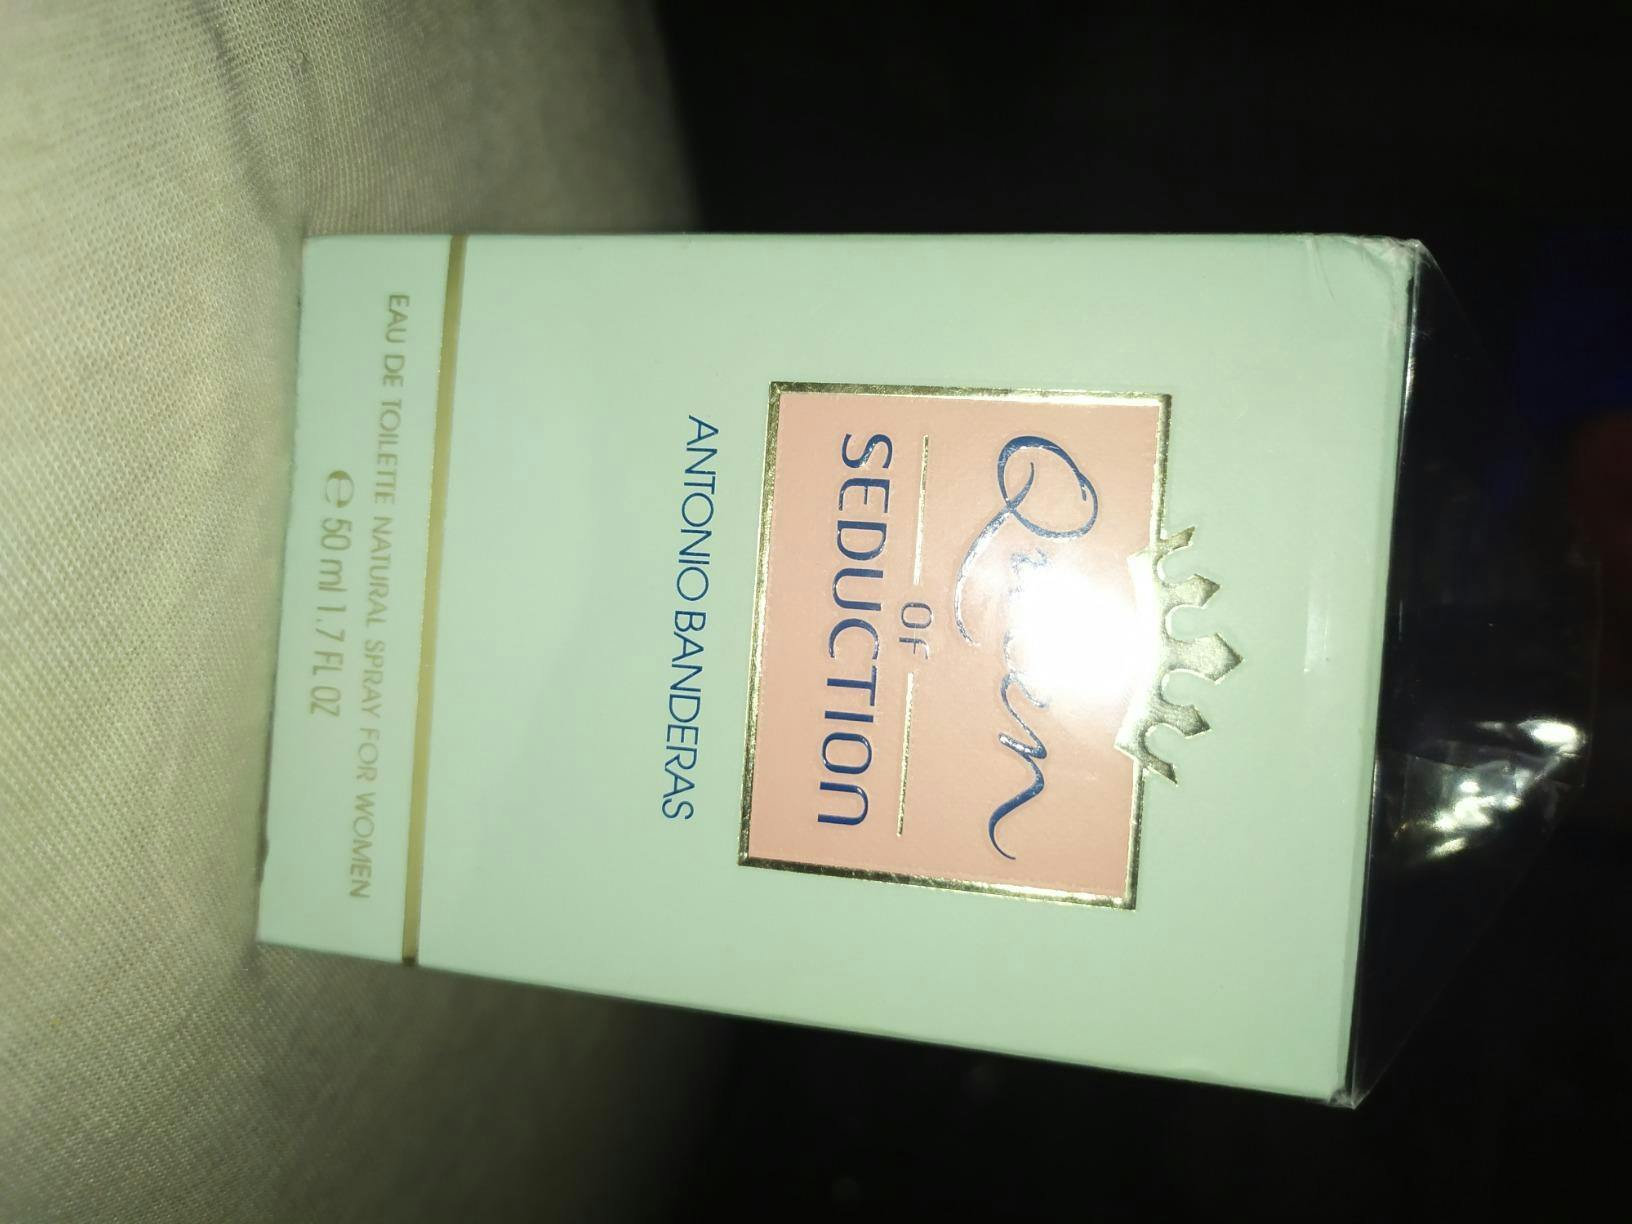 Queen
OF
SEDUCTION
ANTONIO BANDERAS
EAU DE TOILETTE NATURAL SPRAY FOR WOMEN
℮ 50 ml 1.7 FL OZ